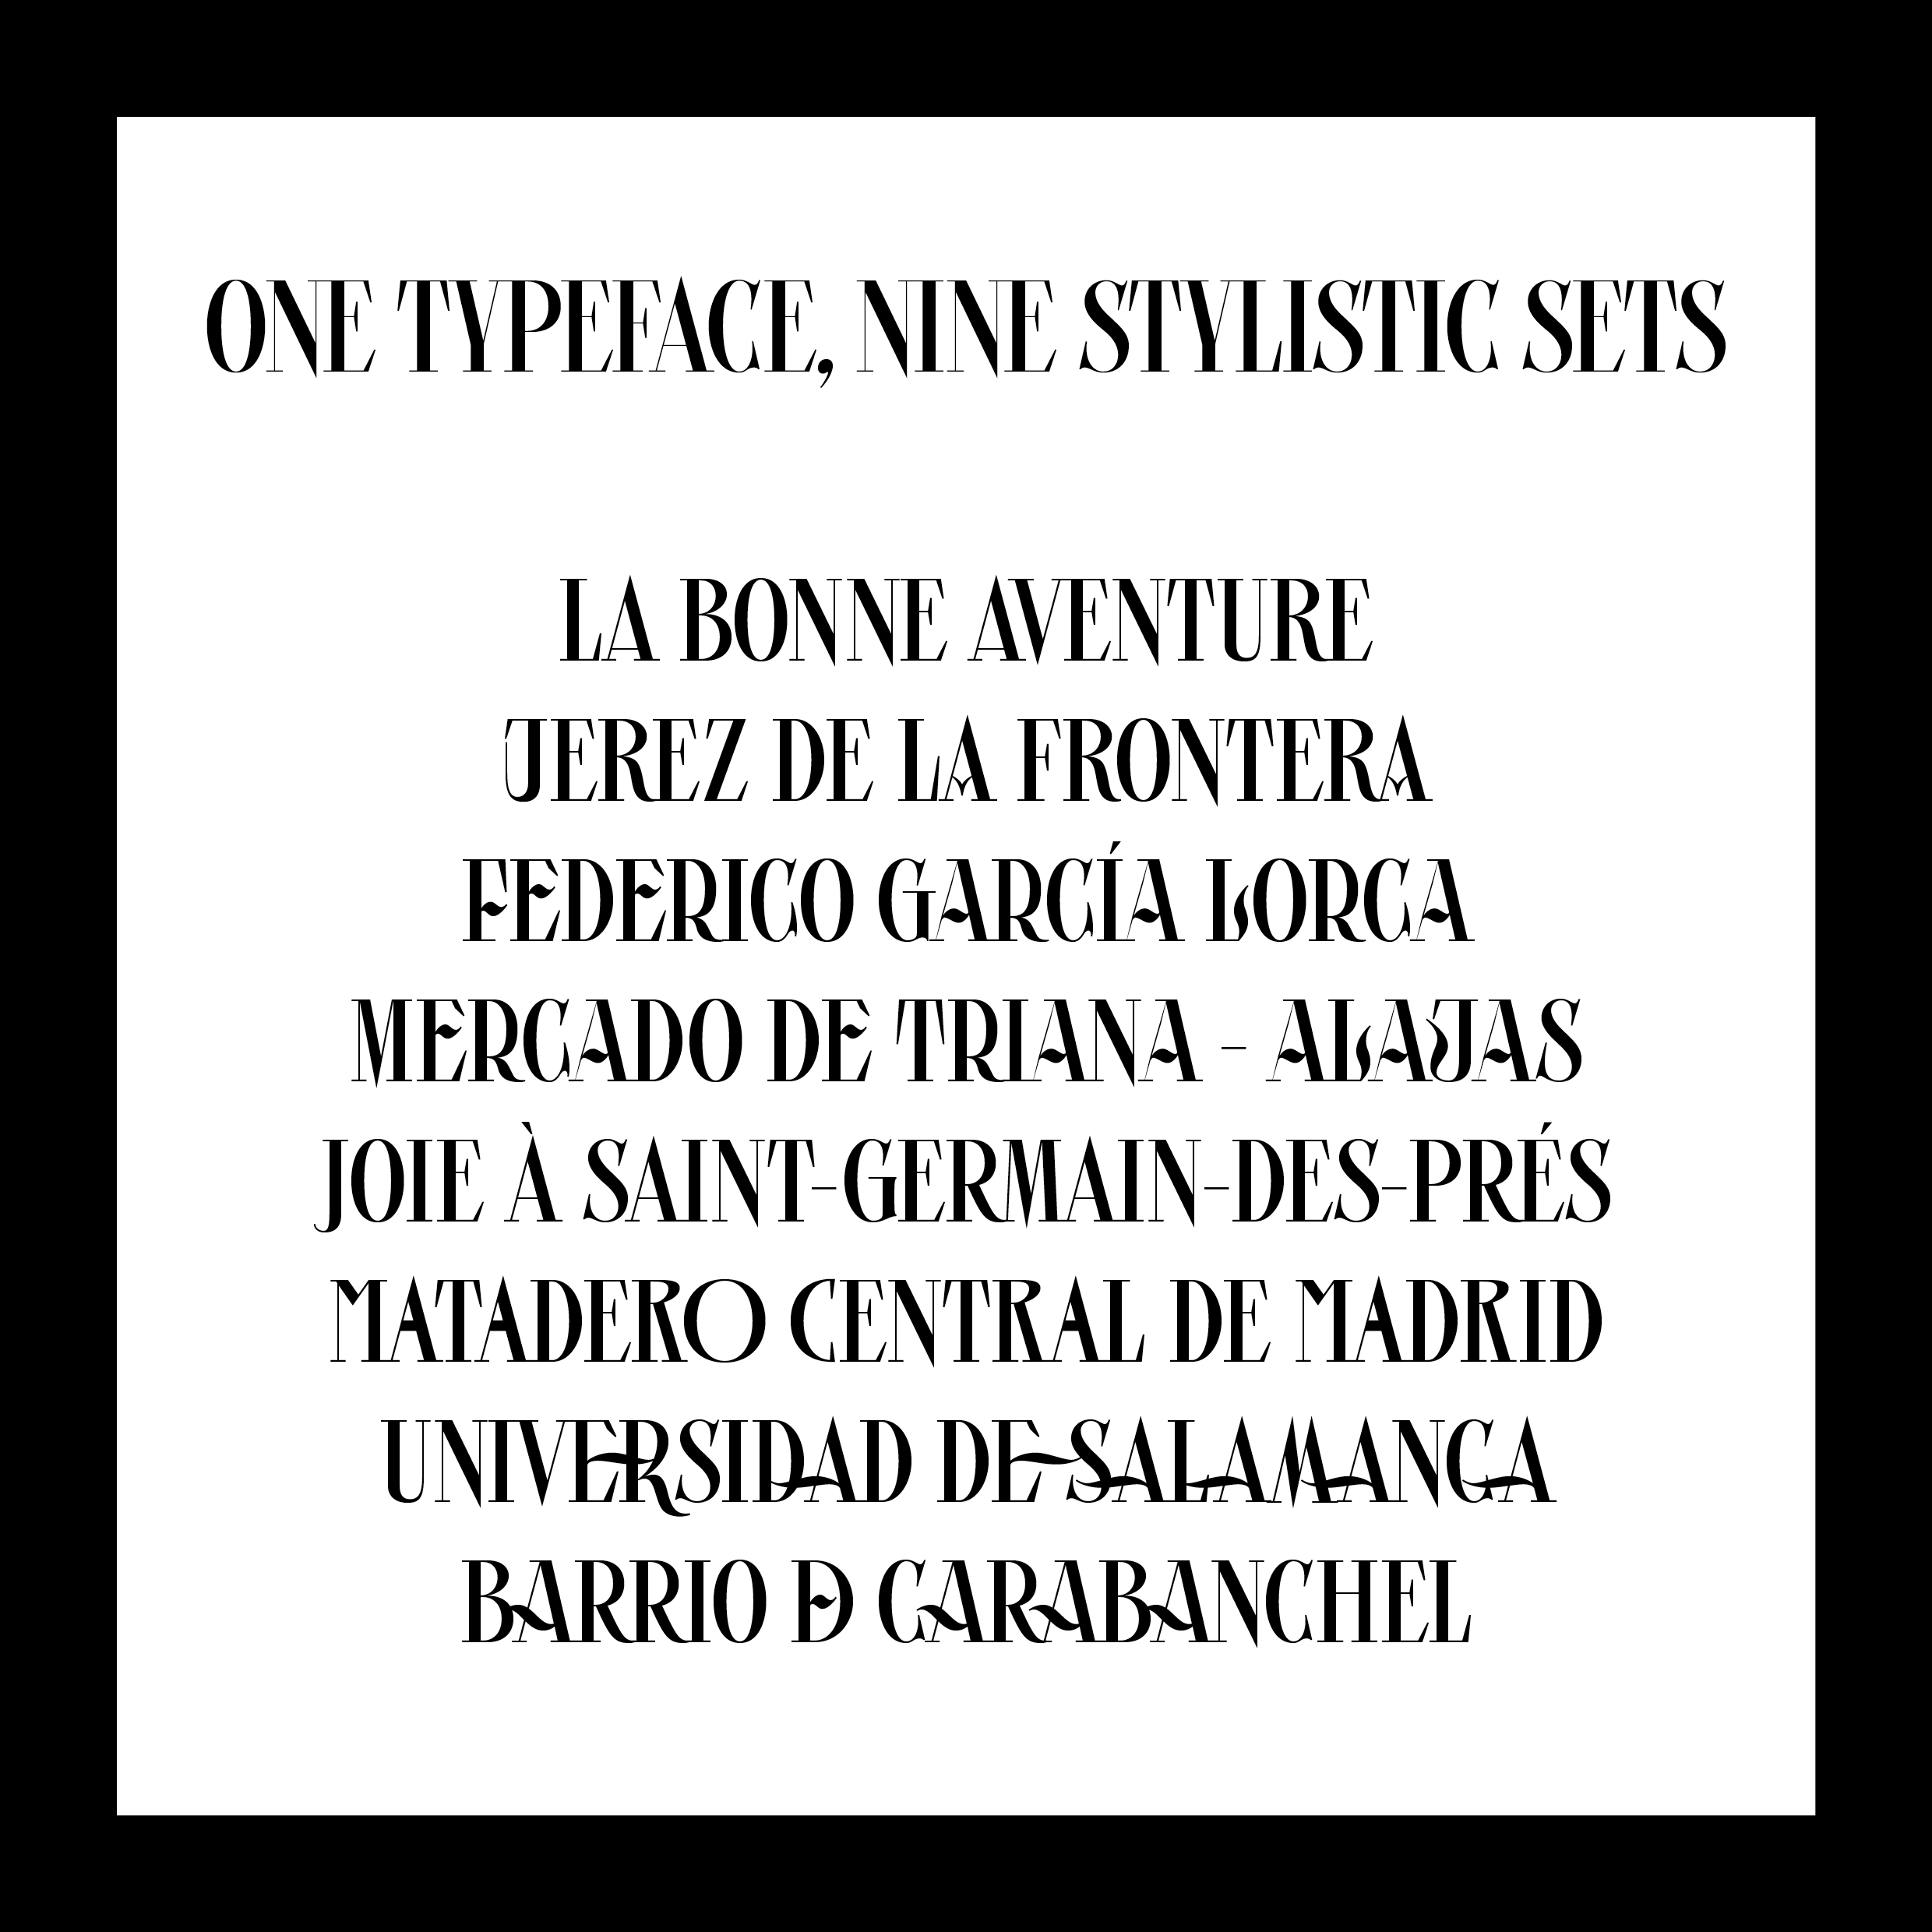 ONE TYPEFACE, NINE STYLISTIC SETS
LA BONNE AVENTURE
JEREZ DE LA FRONTERA
FEDERICO GARCÍA LORCA
MERCADO DE TRIANA - ALAJAS
JOIE À SAINT-GERMAIN-DES-PRÉS
MATADERO CENTRAL DE MADRID
UNIVERSIDAD DE SALAMANCA
BARRIO DE CARABANCHEL